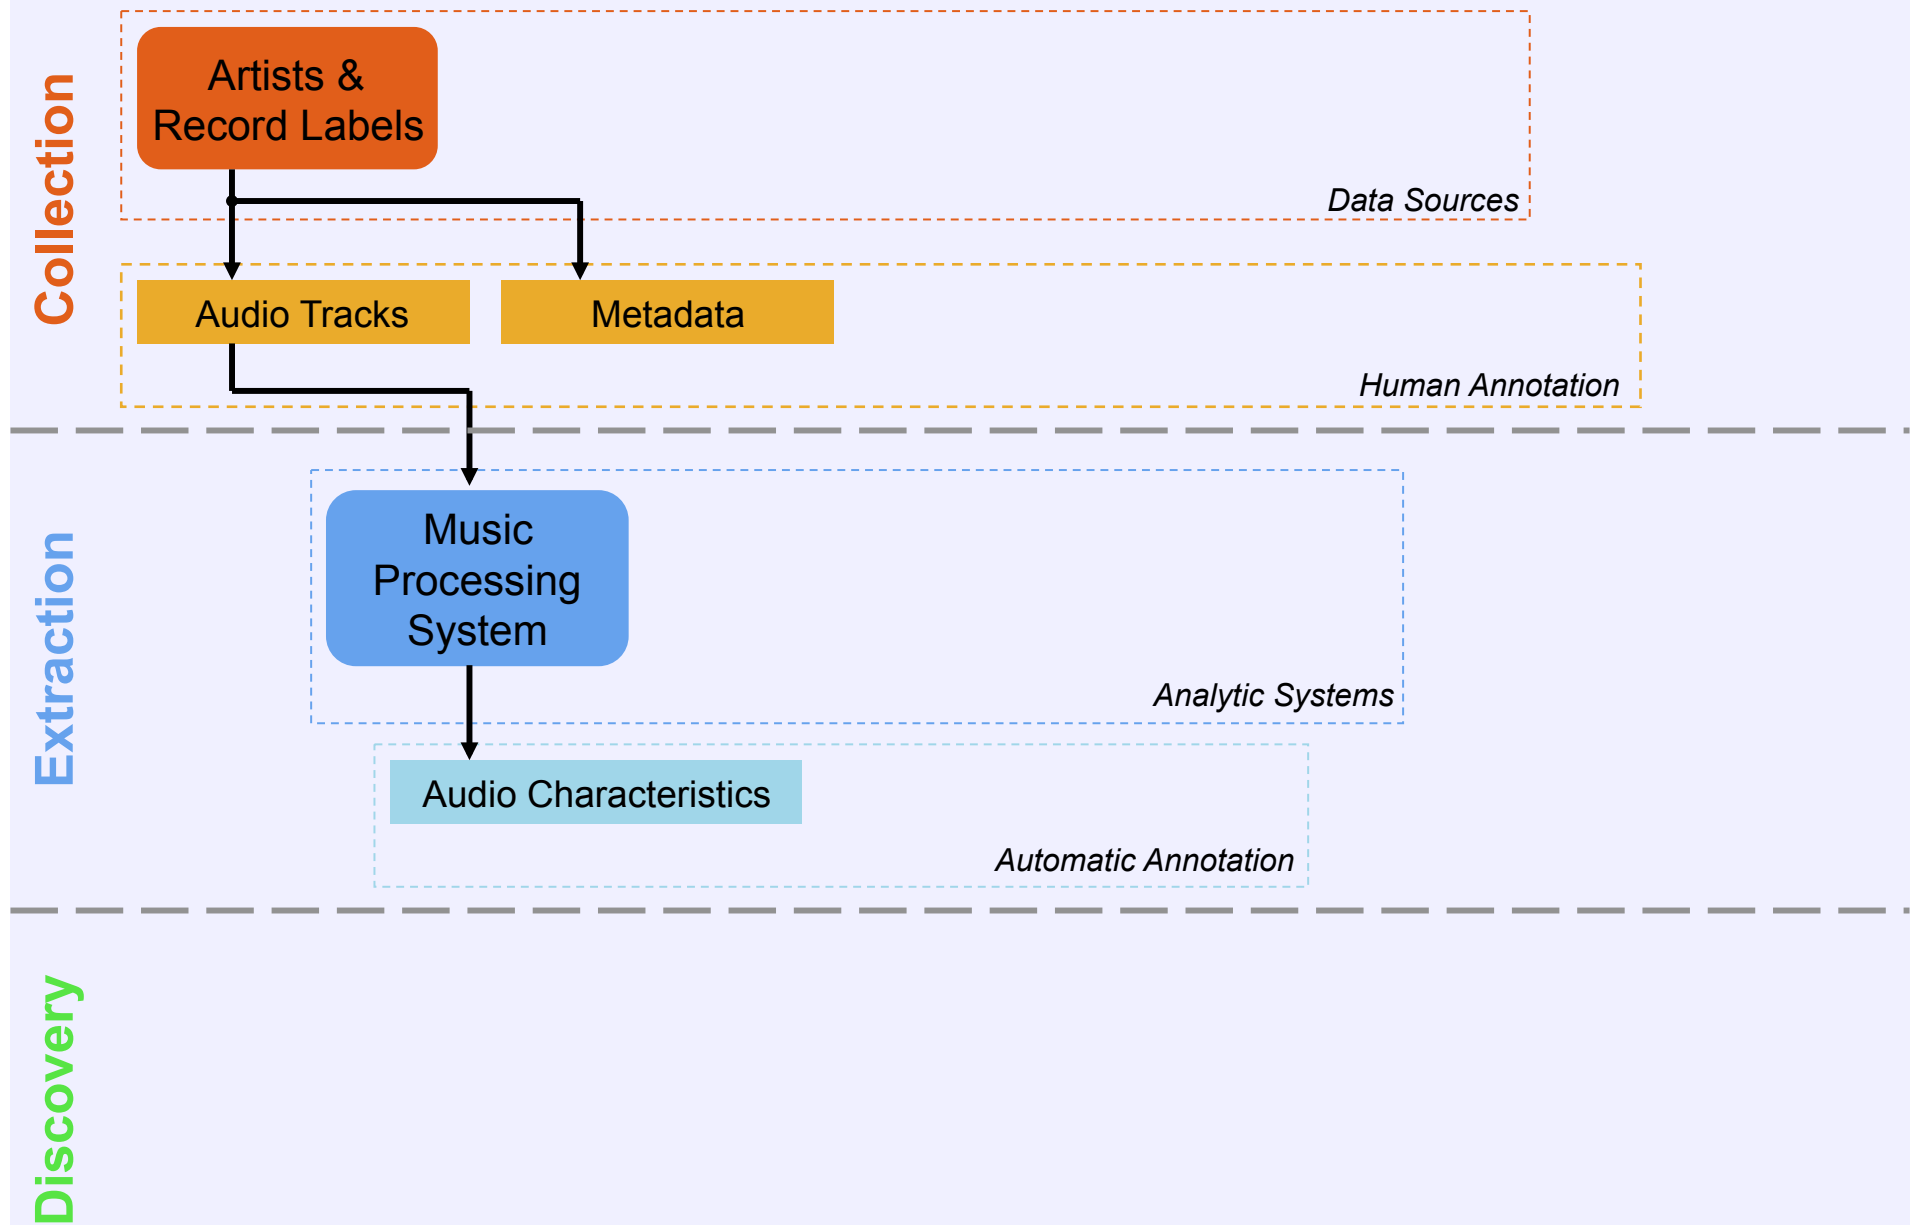 Collection
Artists &
Record Labels
Data Sources
Audio Tracks
Metadata
Human Annotation
Extraction
Music
Processing
System
Analytic Systems
Audio Characteristics
Automatic Annotation
Discovery